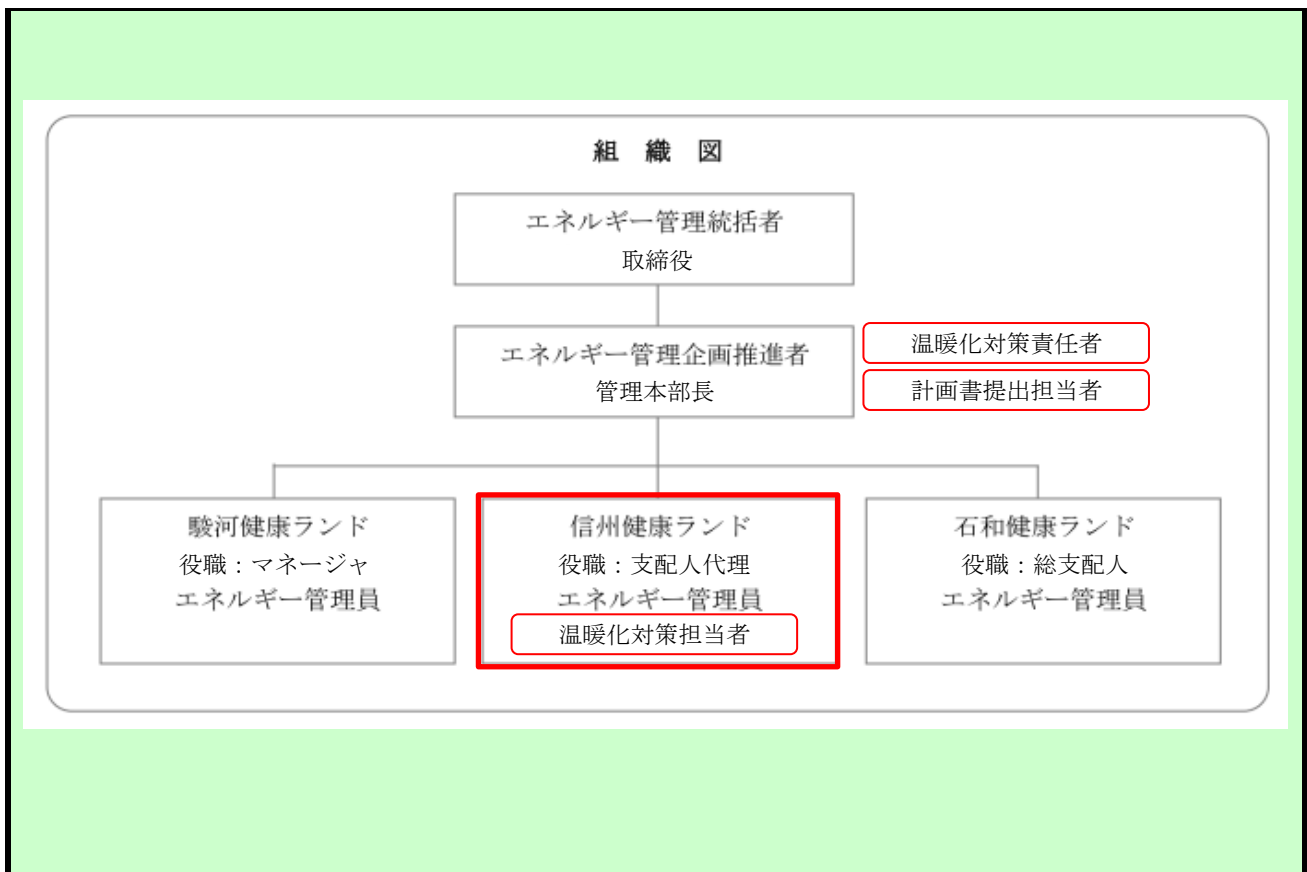 組 織 図
エネルギー管理統括者
取締役
エネルギー管理企画推進者
管理本部長
温暖化対策責任者
計画書提出担当者
駿河健康ランド
役職：マネージャ
エネルギー管理員
信州健康ランド
役職：支配人代理
エネルギー管理員
温暖化対策担当者
石和健康ランド
役職：総支配人
エネルギー管理員